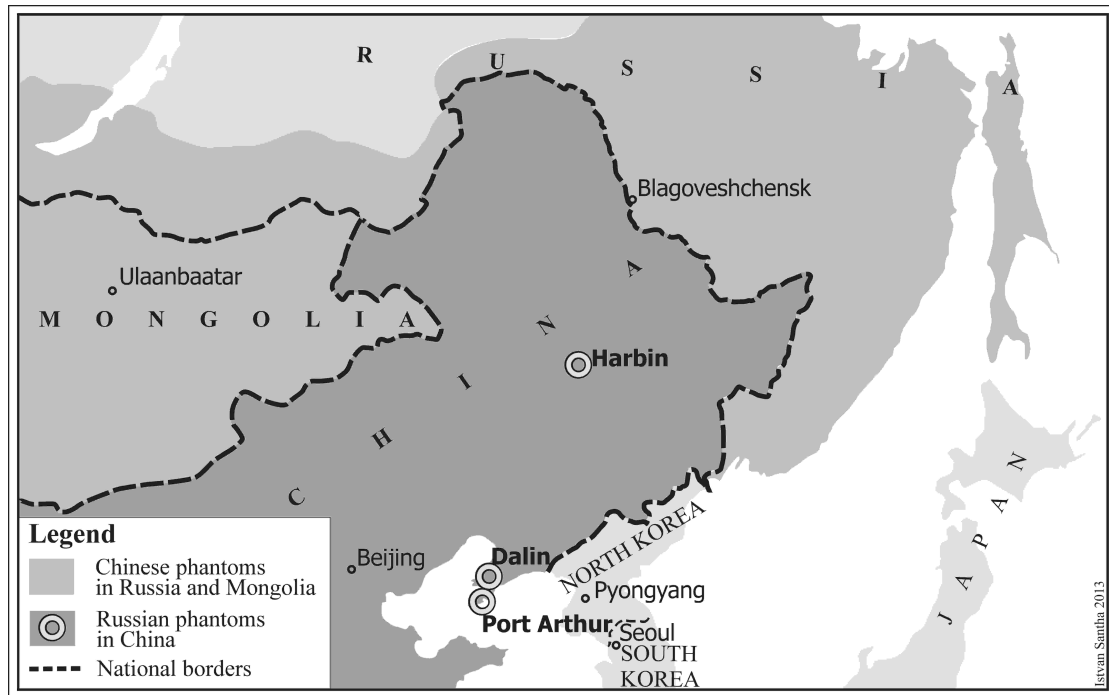 R U S S I A
Blagoveshchensk
Ulaanbaatar
M O N G O L I A
C H I N A
Harbin
J A P A N
Beijing
Dalin
NORTH KOREA
Pyongyang
Port Arthur
Seoul
SOUTH
KOREA
Legend
Chinese phantoms
in Russia and Mongolia
Russian phantoms
in China
National borders
Istvan Santha 2013